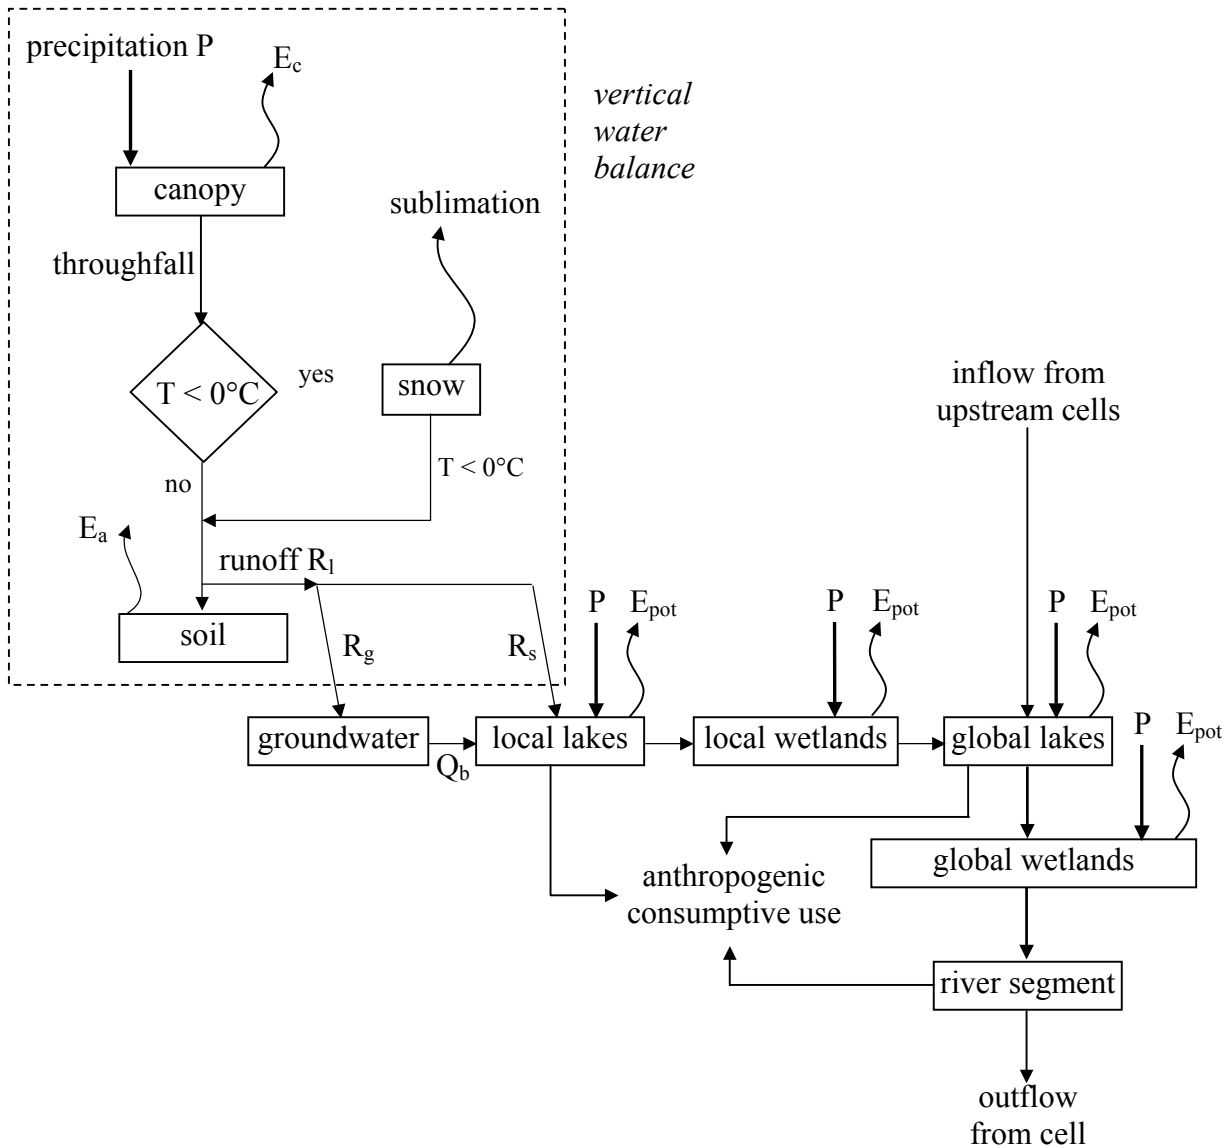 precipitation P
E_c
vertical
water
balance
canopy
sublimation
throughfall
T < 0°C
yes
snow
inflow from
upstream cells
T < 0°C
no
E_a
runoff R_l
soil
R_g
R_s
P
E_pot
P
E_pot
P
E_pot
groundwater
Q_b
local lakes
local wetlands
global lakes
P
E_pot
global wetlands
anthropogenic
consumptive use
river segment
outflow
from cell